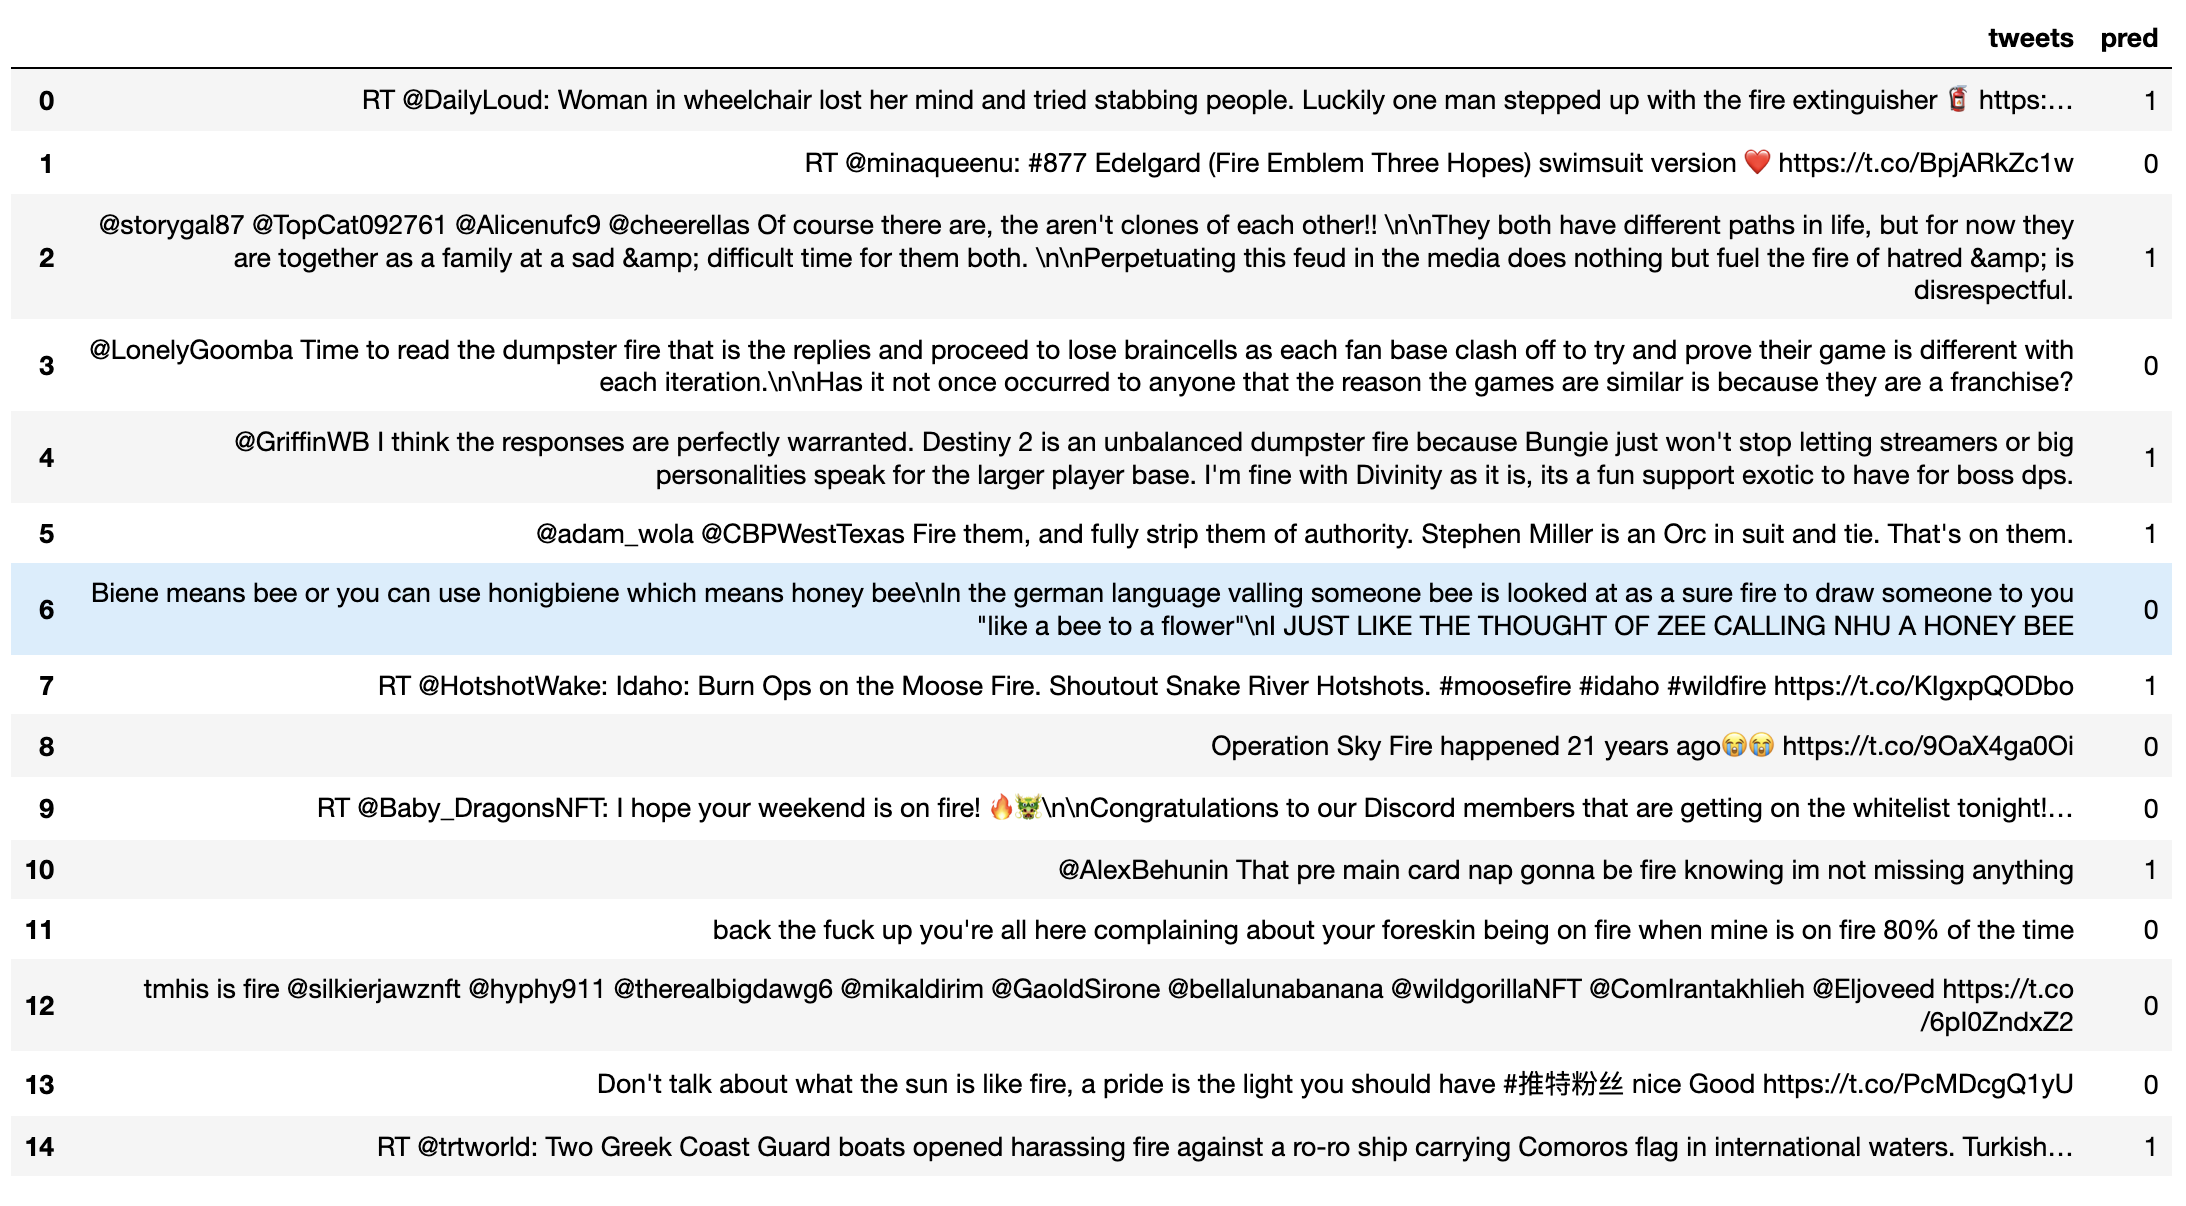 tweets pred
0 RT @DailyLoud: Woman in wheelchair lost her mind and tried stabbing people. Luckily one man stepped up with the fire extinguisher 🧯 https:… 1
1 RT @minaqueenu: #877 Edelgard (Fire Emblem Three Hopes) swimsuit version ❤️ https://t.co/BpjARkZc1w 0
@storygal87 @TopCat092761 @Alicenufc9 @cheerellas Of course there are, the aren't clones of each other!! \n\nThey both have different paths in life, but for now they
2 are together as a family at a sad &amp; difficult time for them both. \n\nPerpetuating this feud in the media does nothing but fuel the fire of hatred &amp; is 1
disrespectful.
3 @LonelyGoomba Time to read the dumpster fire that is the replies and proceed to lose braincells as each fan base clash off to try and prove their game is different with 0
each iteration.\n\nHas it not once occurred to anyone that the reason the games are similar is because they are a franchise?
4 @GriffinWB I think the responses are perfectly warranted. Destiny 2 is an unbalanced dumpster fire because Bungie just won't stop letting streamers or big 1
personalities speak for the larger player base. I'm fine with Divinity as it is, its a fun support exotic to have for boss dps.
5 @adam_wola @CBPWestTexas Fire them, and fully strip them of authority. Stephen Miller is an Orc in suit and tie. That's on them. 1
6 Biene means bee or you can use honigbiene which means honey bee\nIn the german language valling someone bee is looked at as a sure fire to draw someone to you 0
"like a bee to a flower"\nI JUST LIKE THE THOUGHT OF ZEE CALLING NHU A HONEY BEE
7 RT @HotshotWake: Idaho: Burn Ops on the Moose Fire. Shoutout Snake River Hotshots. #moosefire #idaho #wildfire https://t.co/KIgxpQODbo 1
8 Operation Sky Fire happened 21 years ago😭😭 https://t.co/9OaX4ga0Oi 0
9 RT @Baby_DragonsNFT: I hope your weekend is on fire! 🔥🐲\n\nCongratulations to our Discord members that are getting on the whitelist tonight!… 0
10 @AlexBehunin That pre main card nap gonna be fire knowing im not missing anything 1
11 back the fuck up you're all here complaining about your foreskin being on fire when mine is on fire 80% of the time 0
12 tmhis is fire @silkierjawznft @hyphy911 @therealbigdawg6 @mikaldirim @GaoldSirone @bellalunabanana @wildgorillaNFT @ComIrantakhlieh @Eljoveed https://t.co 0
/6pI0ZndxZ2
13 Don't talk about what the sun is like fire, a pride is the light you should have #推特粉丝 nice Good https://t.co/PcMDcgQ1yU 0
14 RT @trtworld: Two Greek Coast Guard boats opened harassing fire against a ro-ro ship carrying Comoros flag in international waters. Turkish… 1